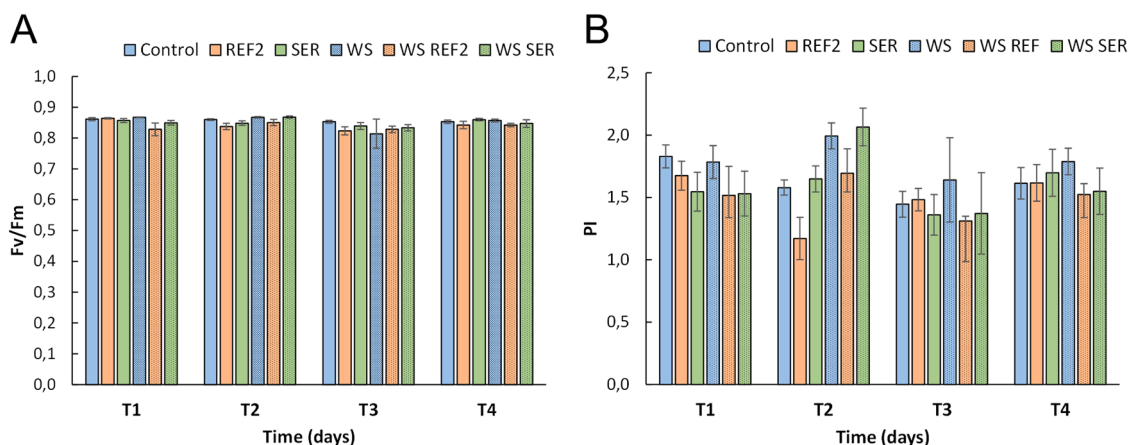 A
Control REF2 SER WS WS REF2 WS SER
1,0
0,9
0,8
0,7
0,6
0,5
0,4
0,3
0,2
0,1
0,0
Fv/Fm
T1 T2 T3 T4
Time (days)
B
Control REF2 SER WS WS REF WS SER
2,5
2,0
1,5
1,0
0,5
0,0
PI
T1 T2 T3 T4
Time (days)